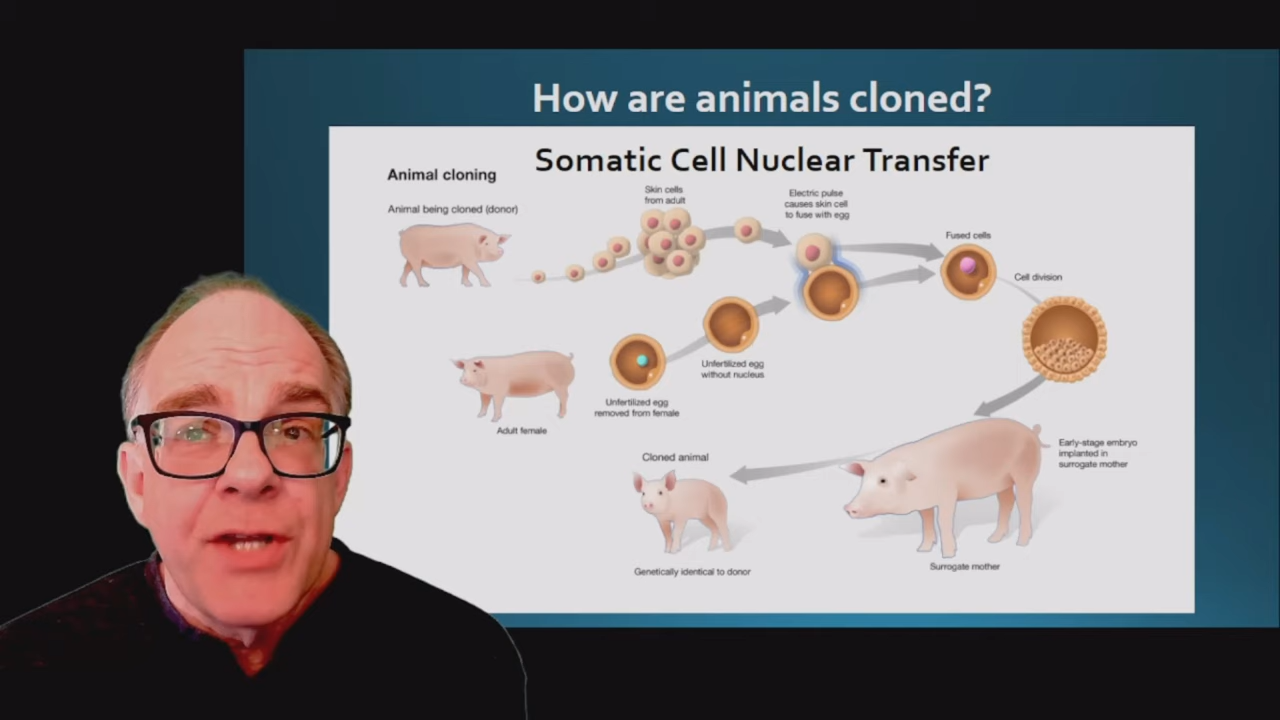 How are animals cloned?
Somatic Cell Nuclear Transfer
Animal cloning
Animal being cloned (donor)
Skin cells
from adult
Electric pulse
causes skin cell
to fuse with egg
Fused cells
Cell division
Unfertilized egg
without nucleus
Unfertilized egg
removed from female
Adult female
Early-stage embryo
implanted in
surrogate mother
Cloned animal
Surrogate mother
Genetically identical to donor